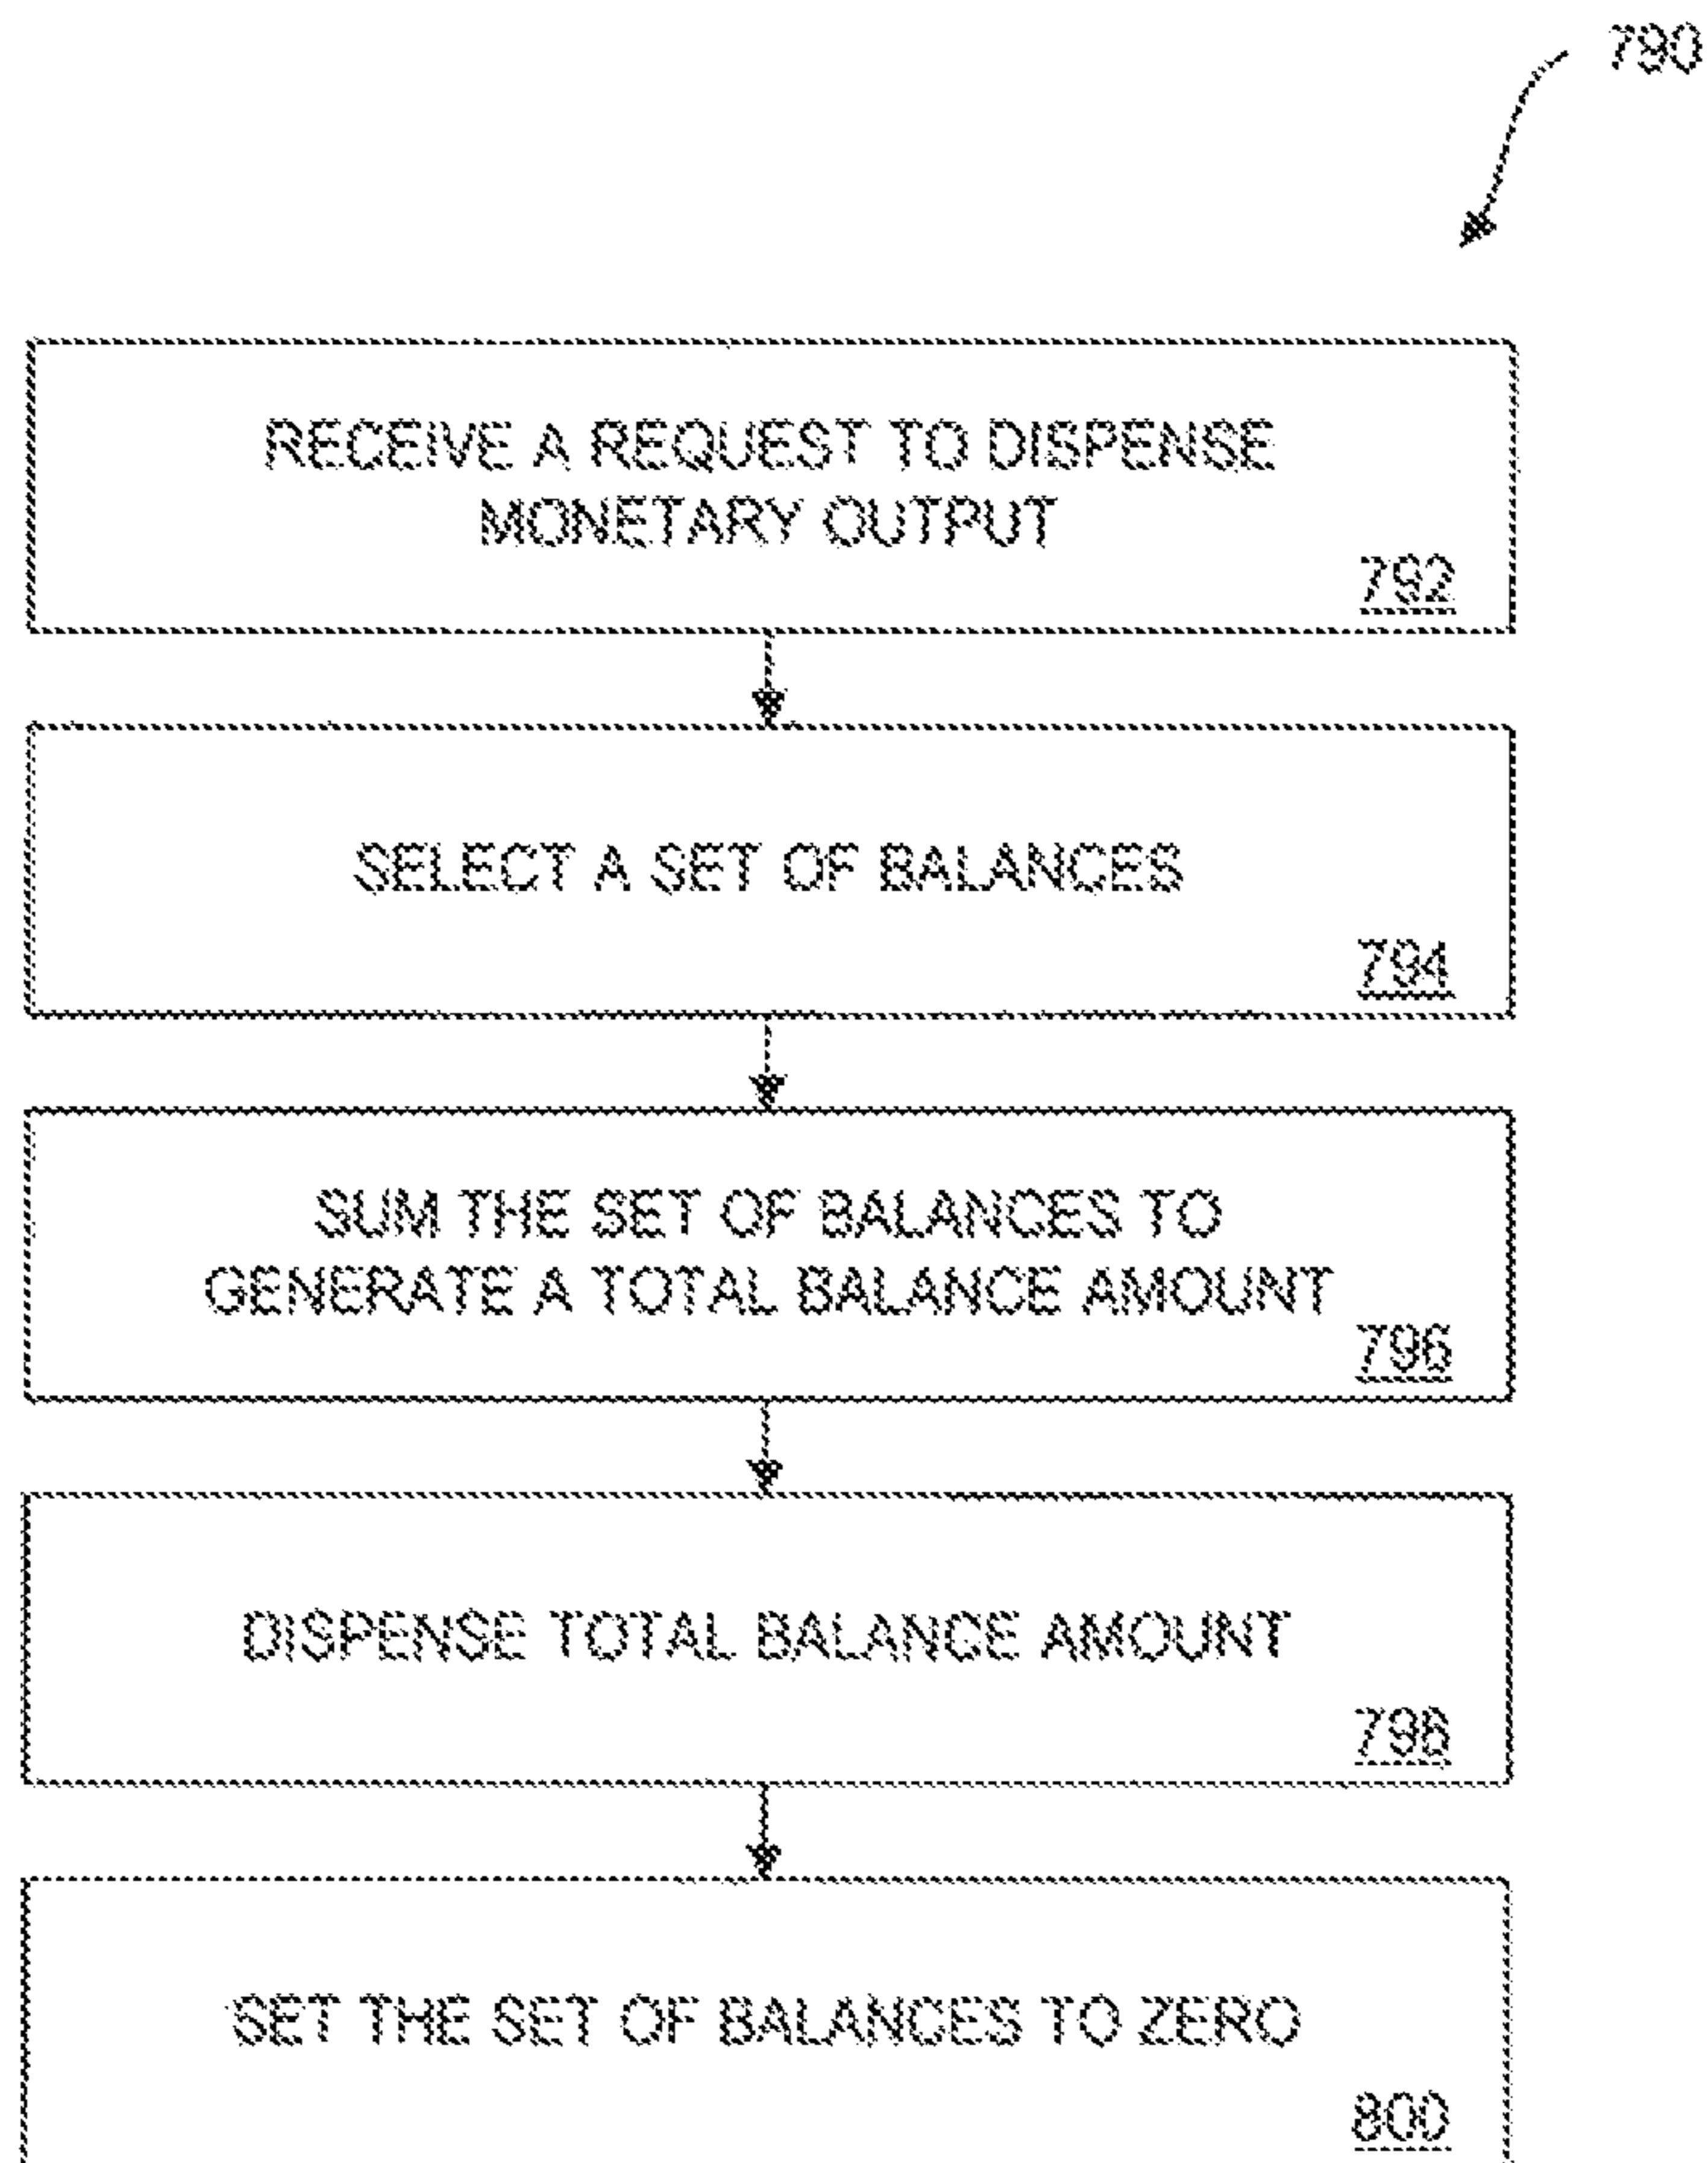 790
RECEIVE A REQUEST TO DISPENSE
MONETARY OUTPUT
792
SELECT A SET OF BALANCES
794
SUM THE SET OF BALANCES TO
GENERATE A TOTAL BALANCE AMOUNT
796
DISPENSE TOTAL BALANCE AMOUNT
798
SET THE SET OF BALANCES TO ZERO
800